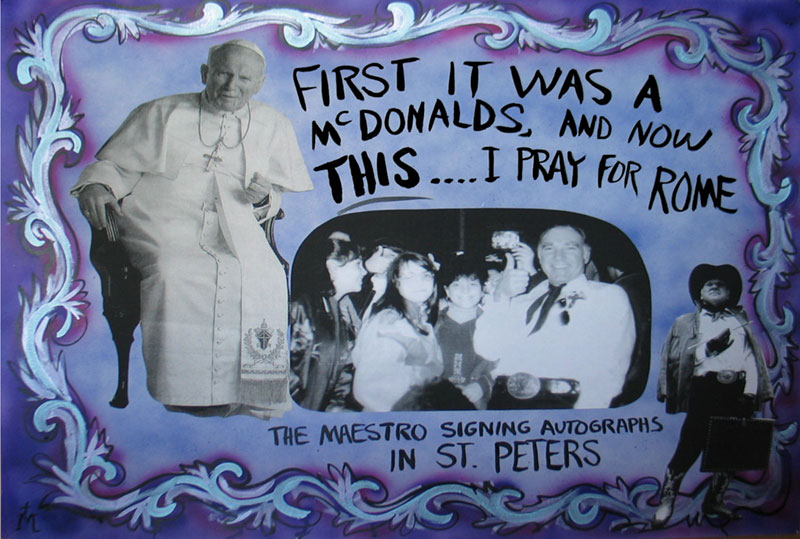 FIRST IT WAS A
McDONALDS, AND NOW
THIS....I PRAY FOR ROME
THE MAESTRO SIGNING AUTOGRAPHS
IN ST. PETERS